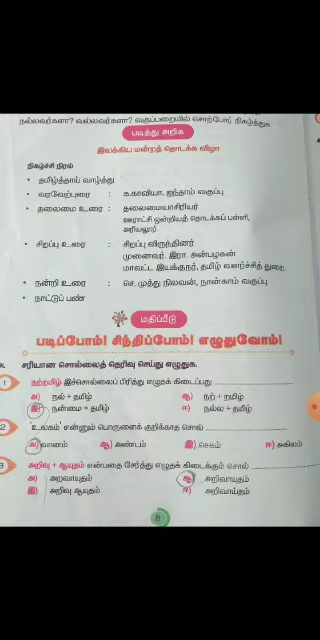 நல்லவர்களா? வல்லவர்களா? வகுப்பறையில் சொற்போர் நிகழ்த்துக
படித்து அறிக
இலக்கிய மன்றத் தொடக்க விழா
நிகழ்ச்சி நிரல்
• தமிழ்த்தாய் வாழ்த்து
• வரவேற்புரை : க.காவியா, ஐந்தாம் வகுப்பு
• தலைமை உரை : தலைமையாசிரியர்
ஊராட்சி ஒன்றியத் தொடக்கப் பள்ளி,
அரியலூர்
• சிறப்பு உரை : சிறப்பு விருந்தினர்
முனைவர். இரா. அன்பழகன்
மாவட்ட இயக்குநர், தமிழ் வளர்ச்சித் துறை.
• நன்றி உரை : செ. முத்து நிலவன், நான்காம் வகுப்பு
• நாட்டுப் பண்
மதிப்பீடு
படிப்போம்! சிந்திப்போம்! எழுதுவோம்!
சரியான சொல்லைத் தெரிவு செய்து எழுதுக.
1 நற்றமிழ் இச்சொல்லைப் பிரித்து எழுதக் கிடைப்பது ....................
அ) நல் + தமிழ் ஆ) நற் + றமிழ்
இ) நன்மை + தமிழ் ஈ) நல்ல + தமிழ்
2 'உலகம்' என்னும் பொருளைக் குறிக்காத சொல் ....................
அ) வானம் ஆ) அண்டம் இ) செகம் ஈ) அகிலம்
3 அறிவு + ஆயுதம் என்பதை சேர்த்து எழுதக் கிடைக்கும் சொல் ....................
அ) அறவாயுதம் ஆ) அறிவாயுதம்
இ) அறிவு ஆயுதம் ஈ) அறிவாய்தம்
8